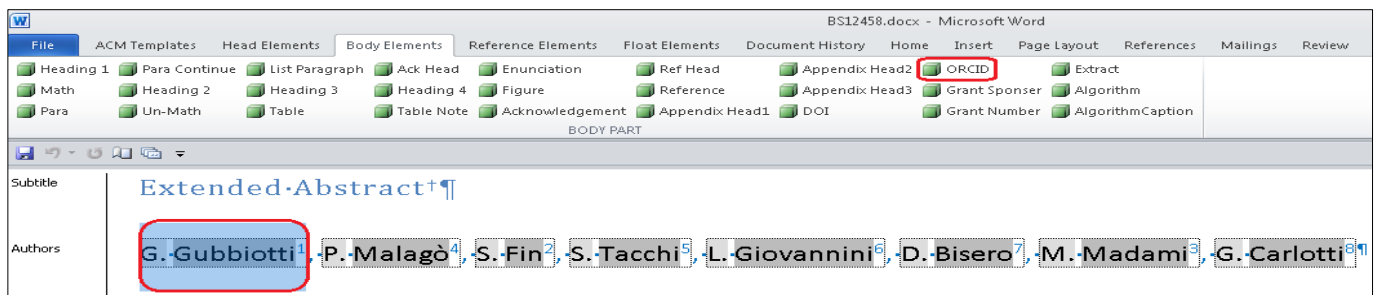 BS12458.docx - Microsoft Word
File ACM Templates Head Elements Body Elements Reference Elements Float Elements Document History Home Insert Page Layout References Mailings Review
Heading 1 Para Continue List Paragraph Ack Head Enunciation Ref Head Appendix Head2 ORCID Extract
Math Heading 2 Heading 3 Heading 4 Figure Reference Appendix Head3 Grant Sponser Algorithm
Para Un-Math Table Table Note Acknowledgement Appendix Head1 DOI Grant Number AlgorithmCaption
BODY PART
Subtitle Extended·Abstract†¶
Authors G.·Gubbiotti1,·P.·Malagò4,·S.·Fin2,·S.·Tacchi5,·L.·Giovannini6,·D.·Bisero7,·M.·Madami3,·G.·Carlotti8¶